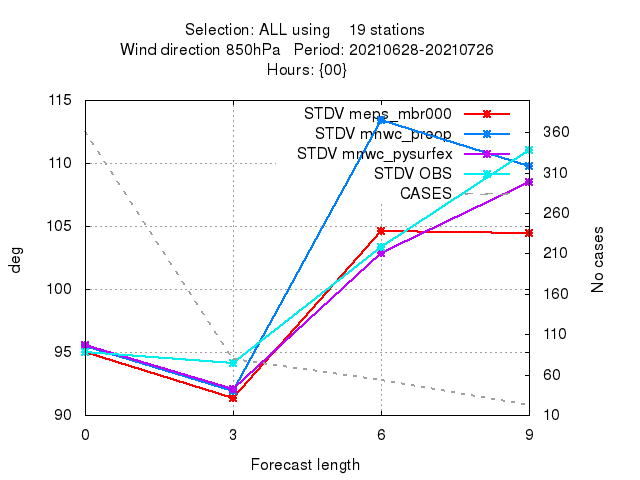 Selection: ALL using 19 stations
Wind direction 850hPa Period: 20210628-20210726
Hours: {00}
STDV meps_mbr000
STDV mnwc_preop
STDV mnwc_pysurfex
STDV OBS
CASES
115
110
105
100
95
90
deg
360
310
260
210
160
110
60
10
No cases
0 3 6 9
Forecast length